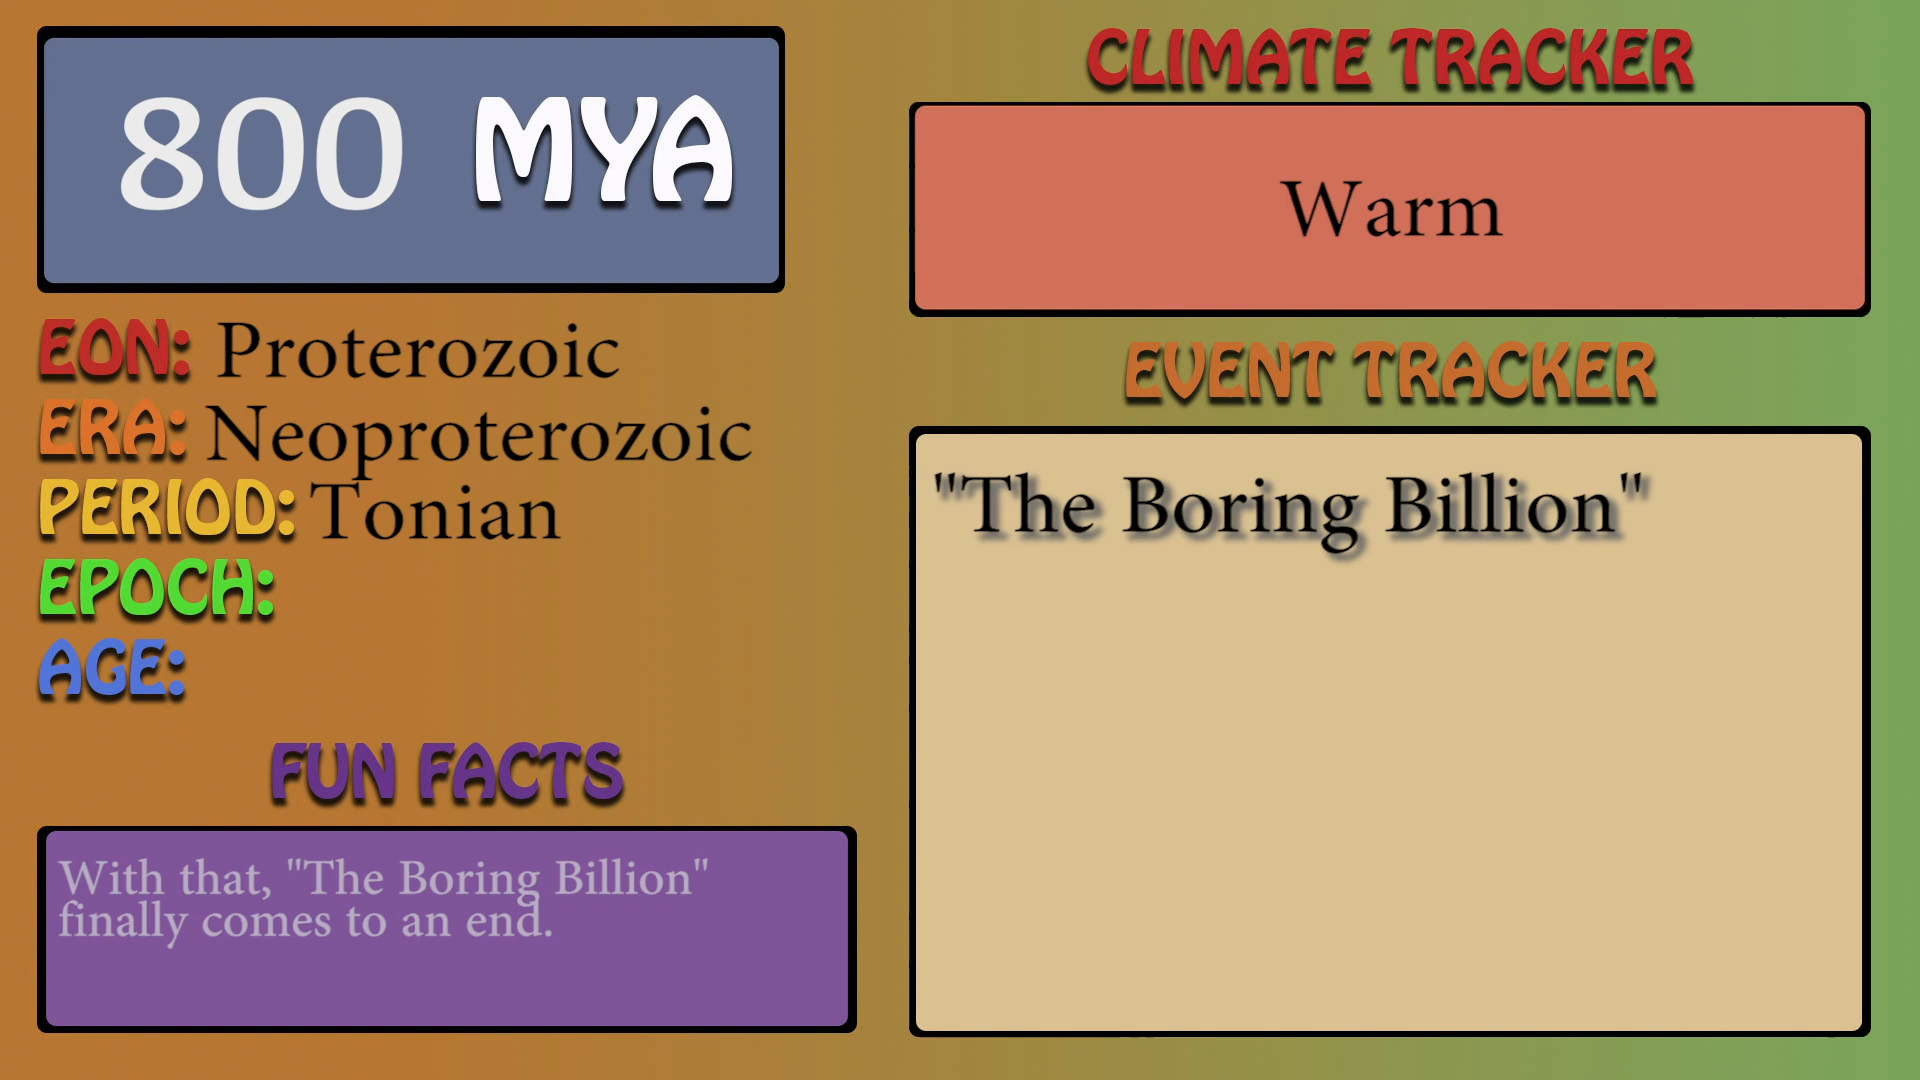 800 MYA
EON: Proterozoic
ERA: Neoproterozoic
PERIOD: Tonian
EPOCH:
AGE:
FUN FACTS
With that, "The Boring Billion"
finally comes to an end.
CLIMATE TRACKER
Warm
EVENT TRACKER
"The Boring Billion"